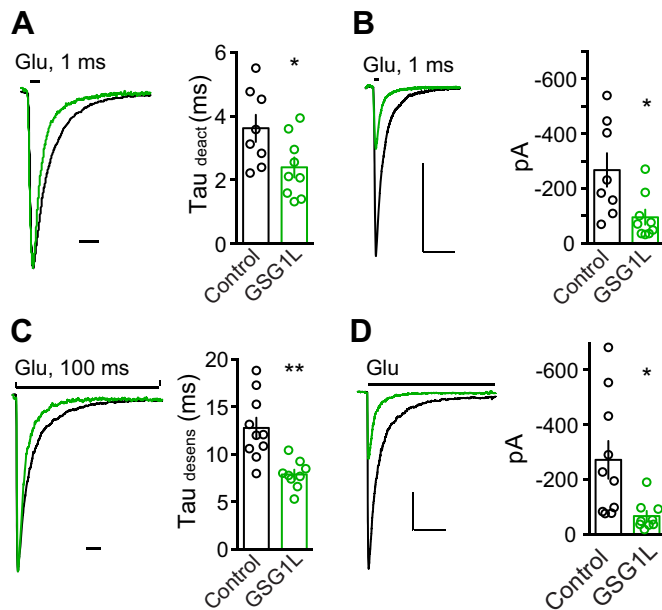 A
Glu, 1 ms
Tau deact (ms)
6
4
2
0
*
Control
GSG1L
B
Glu, 1 ms
pA
-600
-400
-200
0
*
Control
GSG1L
C
Glu, 100 ms
Tau desens (ms)
20
15
10
5
0
**
Control
GSG1L
D
Glu
pA
-600
-400
-200
0
*
Control
GSG1L